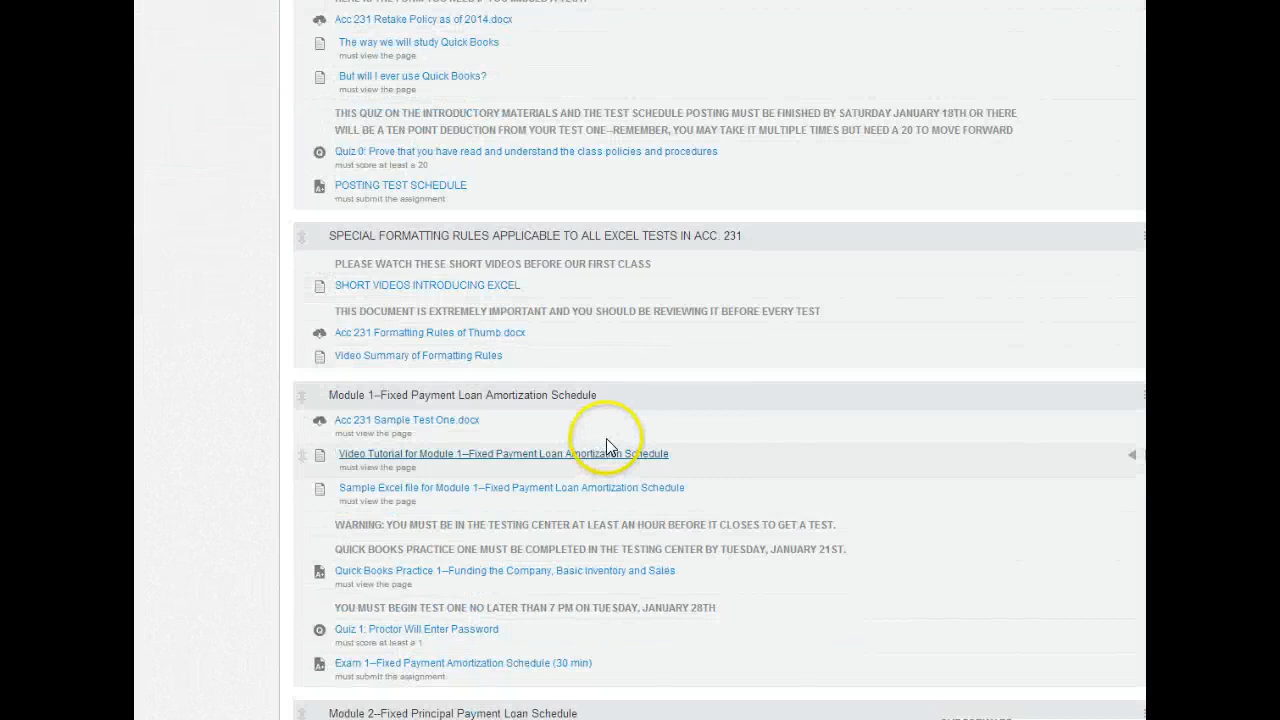 Acc 231 Retake Policy as of 2014.docx
The way we will study Quick Books
must view the page
But will I ever use Quick Books?
must view the page
THIS QUIZ ON THE INTRODUCTORY MATERIALS AND THE TEST SCHEDULE POSTING MUST BE FINISHED BY SATURDAY JANUARY 18TH OR THERE
WILL BE A TEN POINT DEDUCTION FROM YOUR TEST ONE--REMEMBER, YOU MAY TAKE IT MULTIPLE TIMES BUT NEED A 20 TO MOVE FORWARD
Quiz 0: Prove that you have read and understand the class policies and procedures
must score at least a 20
POSTING TEST SCHEDULE
must submit the assignment
SPECIAL FORMATTING RULES APPLICABLE TO ALL EXCEL TESTS IN ACC. 231
PLEASE WATCH THESE SHORT VIDEOS BEFORE OUR FIRST CLASS
SHORT VIDEOS INTRODUCING EXCEL
THIS DOCUMENT IS EXTREMELY IMPORTANT AND YOU SHOULD BE REVIEWING IT BEFORE EVERY TEST
Acc 231 Formatting Rules of Thumb.docx
Video Summary of Formatting Rules
Module 1--Fixed Payment Loan Amortization Schedule
Acc 231 Sample Test One.docx
must view the page
Video Tutorial for Module 1--Fixed Payment Loan Amortization Schedule
must view the page
Sample Excel file for Module 1--Fixed Payment Loan Amortization Schedule
must view the page
WARNING: YOU MUST BE IN THE TESTING CENTER AT LEAST AN HOUR BEFORE IT CLOSES TO GET A TEST.
QUICK BOOKS PRACTICE ONE MUST BE COMPLETED IN THE TESTING CENTER BY TUESDAY, JANUARY 21ST.
Quick Books Practice 1--Funding the Company, Basic Inventory and Sales
must view the page
YOU MUST BEGIN TEST ONE NO LATER THAN 7 PM ON TUESDAY, JANUARY 28TH
Quiz 1: Proctor Will Enter Password
must score at least a 1
Exam 1--Fixed Payment Amortization Schedule (30 min)
must submit the assignment
Module 2--Fixed Principal Payment Loan Schedule